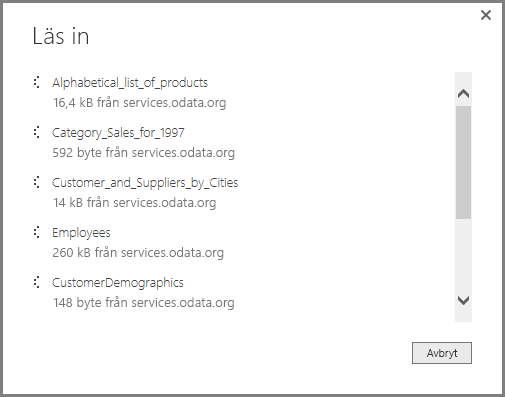 Läs in
Alphabetical_list_of_products
16,4 kB från services.odata.org
Category_Sales_for_1997
592 byte från services.odata.org
Customer_and_Suppliers_by_Cities
14 kB från services.odata.org
Employees
260 kB från services.odata.org
CustomerDemographics
148 byte från services.odata.org
Avbryt